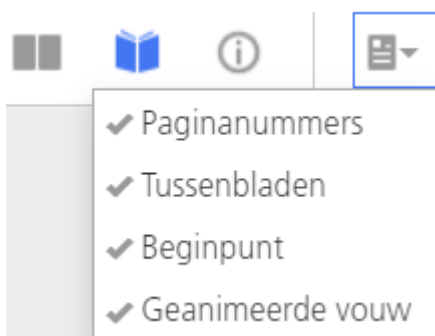 Paginanummers
Tussenbladen
Beginpunt
Geanimeerde vouw